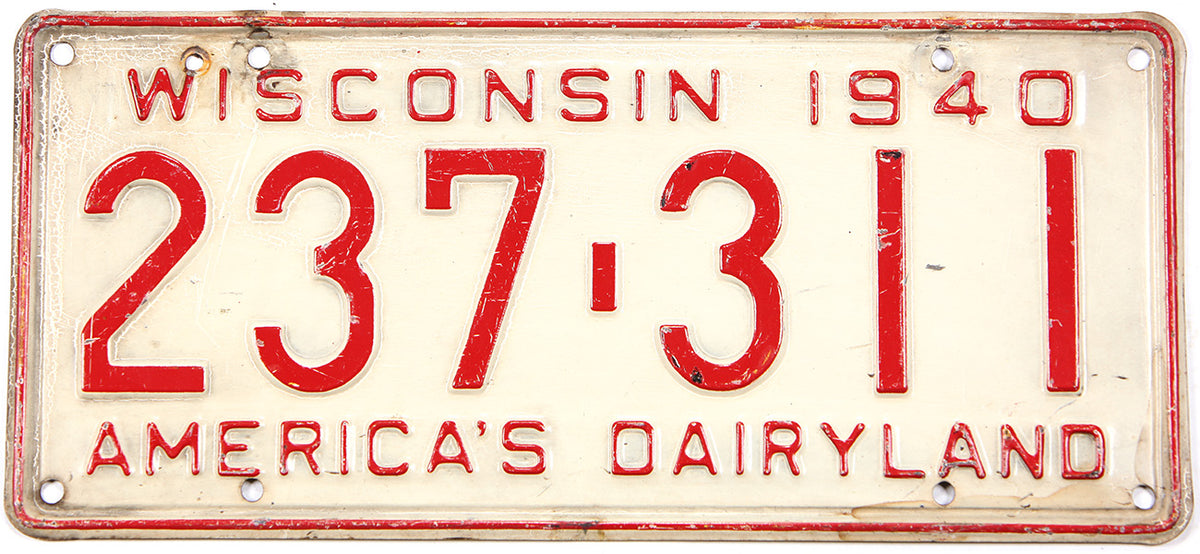 WISCONSIN 1940
237-311
AMERICA'S DAIRYLAND